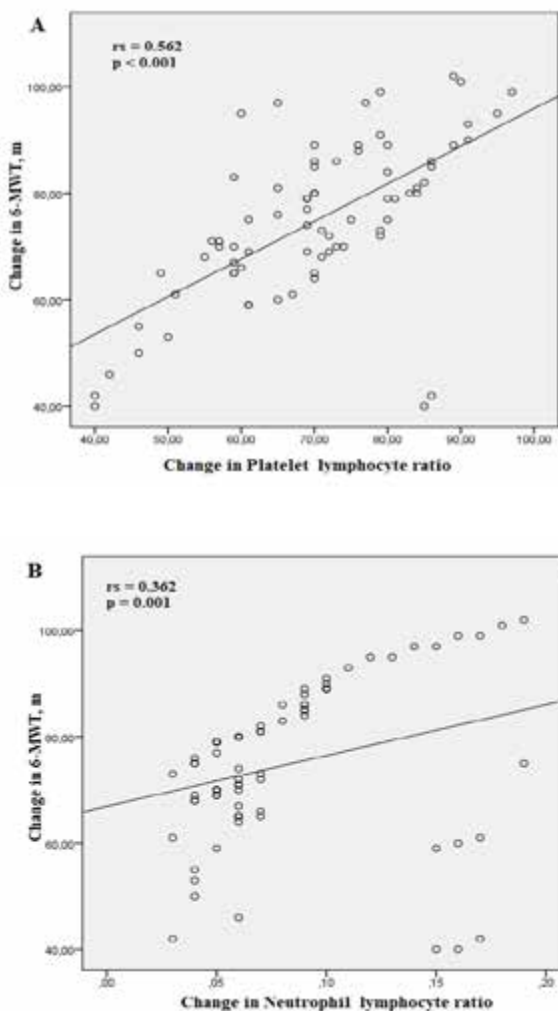 A
rs = 0.562
p < 0.001
Change in 6-MWT, m
100,00
80,00
60,00
40,00
40,00 50,00 60,00 70,00 80,00 90,00 100,00
Change in Platelet lymphocyte ratio
B
rs = 0.362
p = 0.001
Change in 6-MWT, m
100,00
80,00
60,00
40,00
,00 ,05 ,10 ,15 ,20
Change in Neutrophil lymphocyte ratio